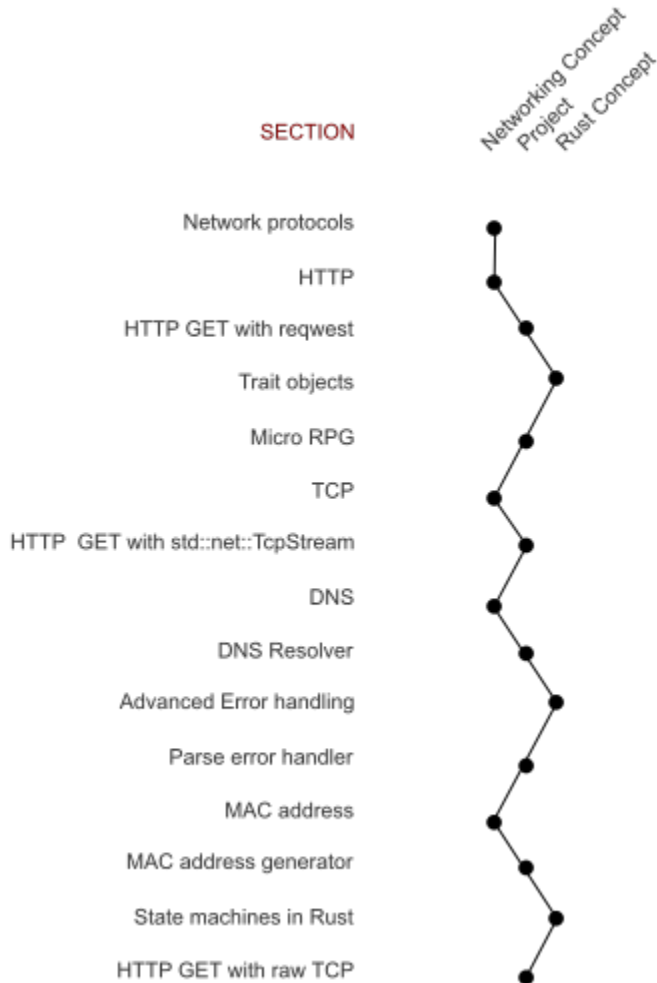 Networking Concept
Project
Rust Concept
SECTION
Network protocols
HTTP
HTTP GET with reqwest
Trait objects
Micro RPG
TCP
HTTP  GET with std::net::TcpStream
DNS
DNS Resolver
Advanced Error handling
Parse error handler
MAC address
MAC address generator
State machines in Rust
HTTP GET with raw TCP